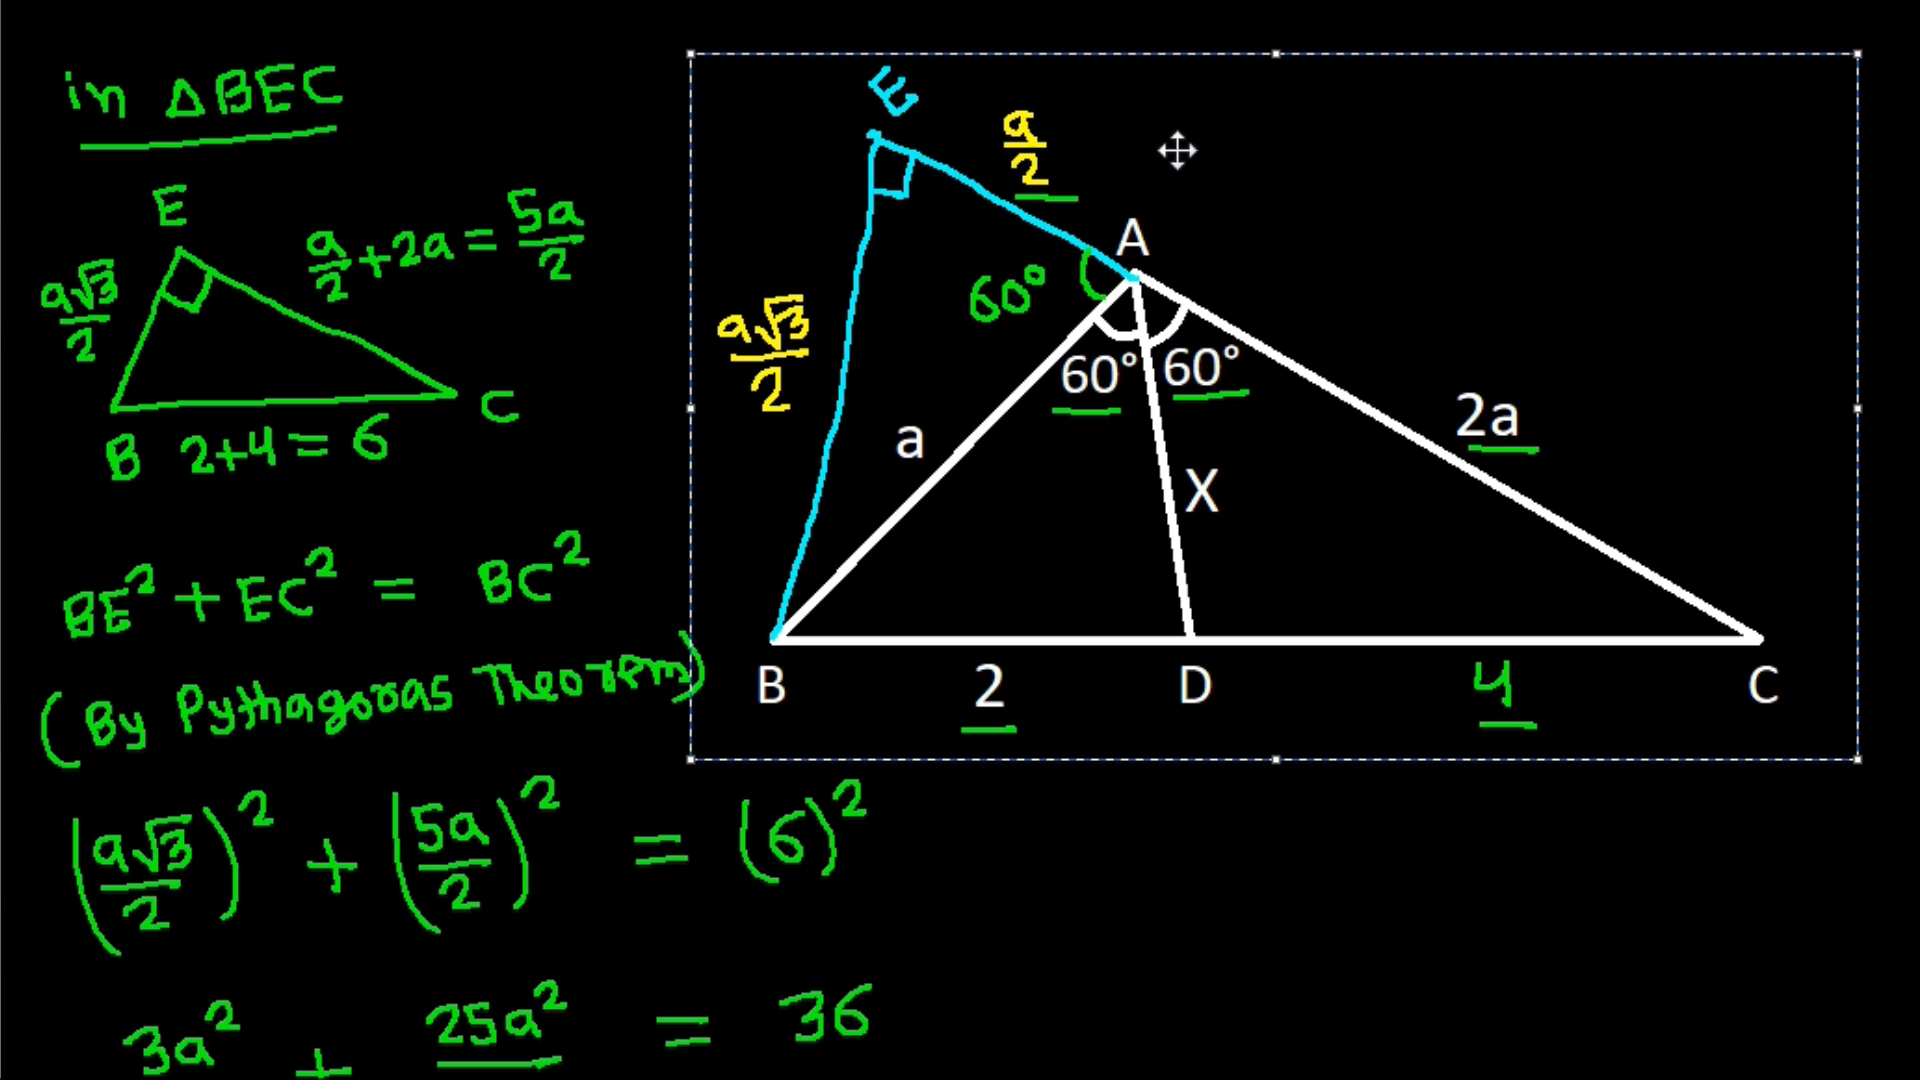 in ΔBEC
E
a/2 + 2a = 5a/2
a√3/2
B 2+4 = 6 C
BE² + EC² = BC²
(By Pythagoras Theorem)
(a√3/2)² + (5a/2)² = (6)²
3a² + 25a² = 36
E
a/2
A
60°
a√3/2
60° 60°
a
2a
X
B 2 D 4 C